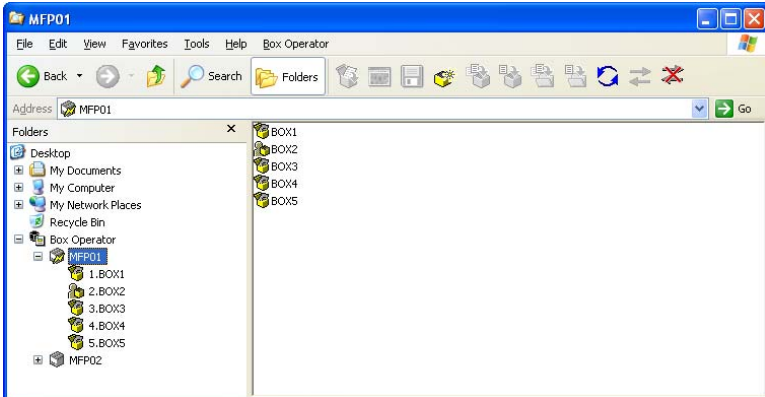 MFP01
File Edit View Favorites Tools Help Box Operator
Back Search Folders
Address MFP01 Go
Folders x
Desktop
My Documents
My Computer
My Network Places
Recycle Bin
Box Operator
MFP01
1.BOX1
2.BOX2
3.BOX3
4.BOX4
5.BOX5
MFP02
BOX1
BOX2
BOX3
BOX4
BOX5